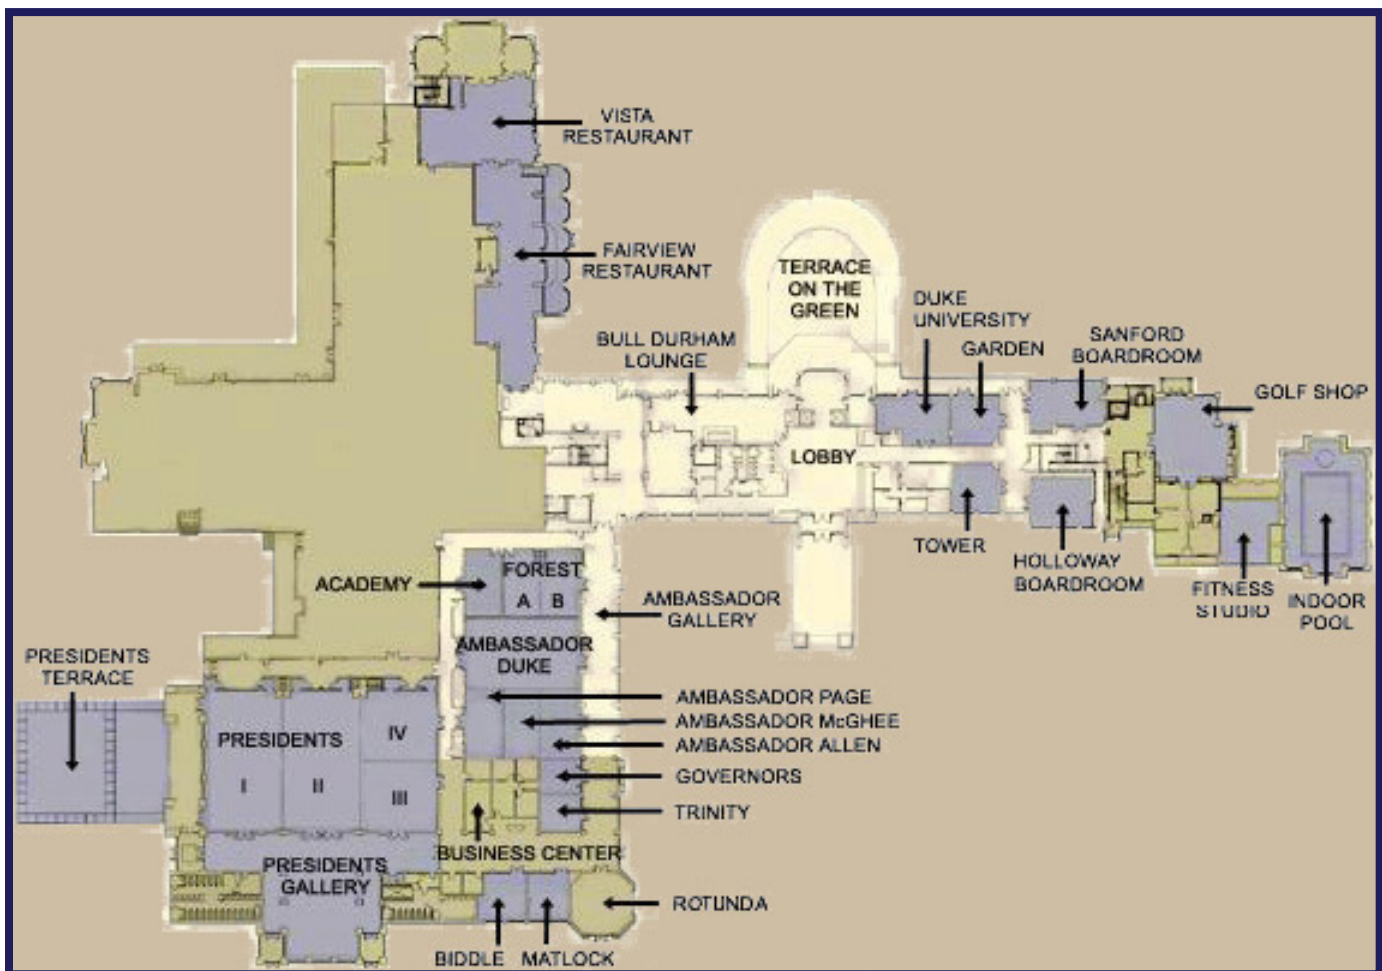 VISTA
RESTAURANT
FAIRVIEW
RESTAURANT
TERRACE
ON THE
GREEN
DUKE
UNIVERSITY
GARDEN
SANFORD
BOARDROOM
GOLF SHOP
BULL DURHAM
LOUNGE
LOBBY
TOWER
HOLLOWAY
BOARDROOM
FITNESS
STUDIO
INDOOR
POOL
ACADEMY
FOREST
A B
AMBASSADOR
GALLERY
AMBASSADOR
DUKE
PRESIDENTS
TERRACE
AMBASSADOR PAGE
AMBASSADOR McGHEE
AMBASSADOR ALLEN
GOVERNORS
TRINITY
PRESIDENTS
IV
I
II
III
BUSINESS CENTER
PRESIDENTS
GALLERY
ROTUNDA
BIDDLE
MATLOCK